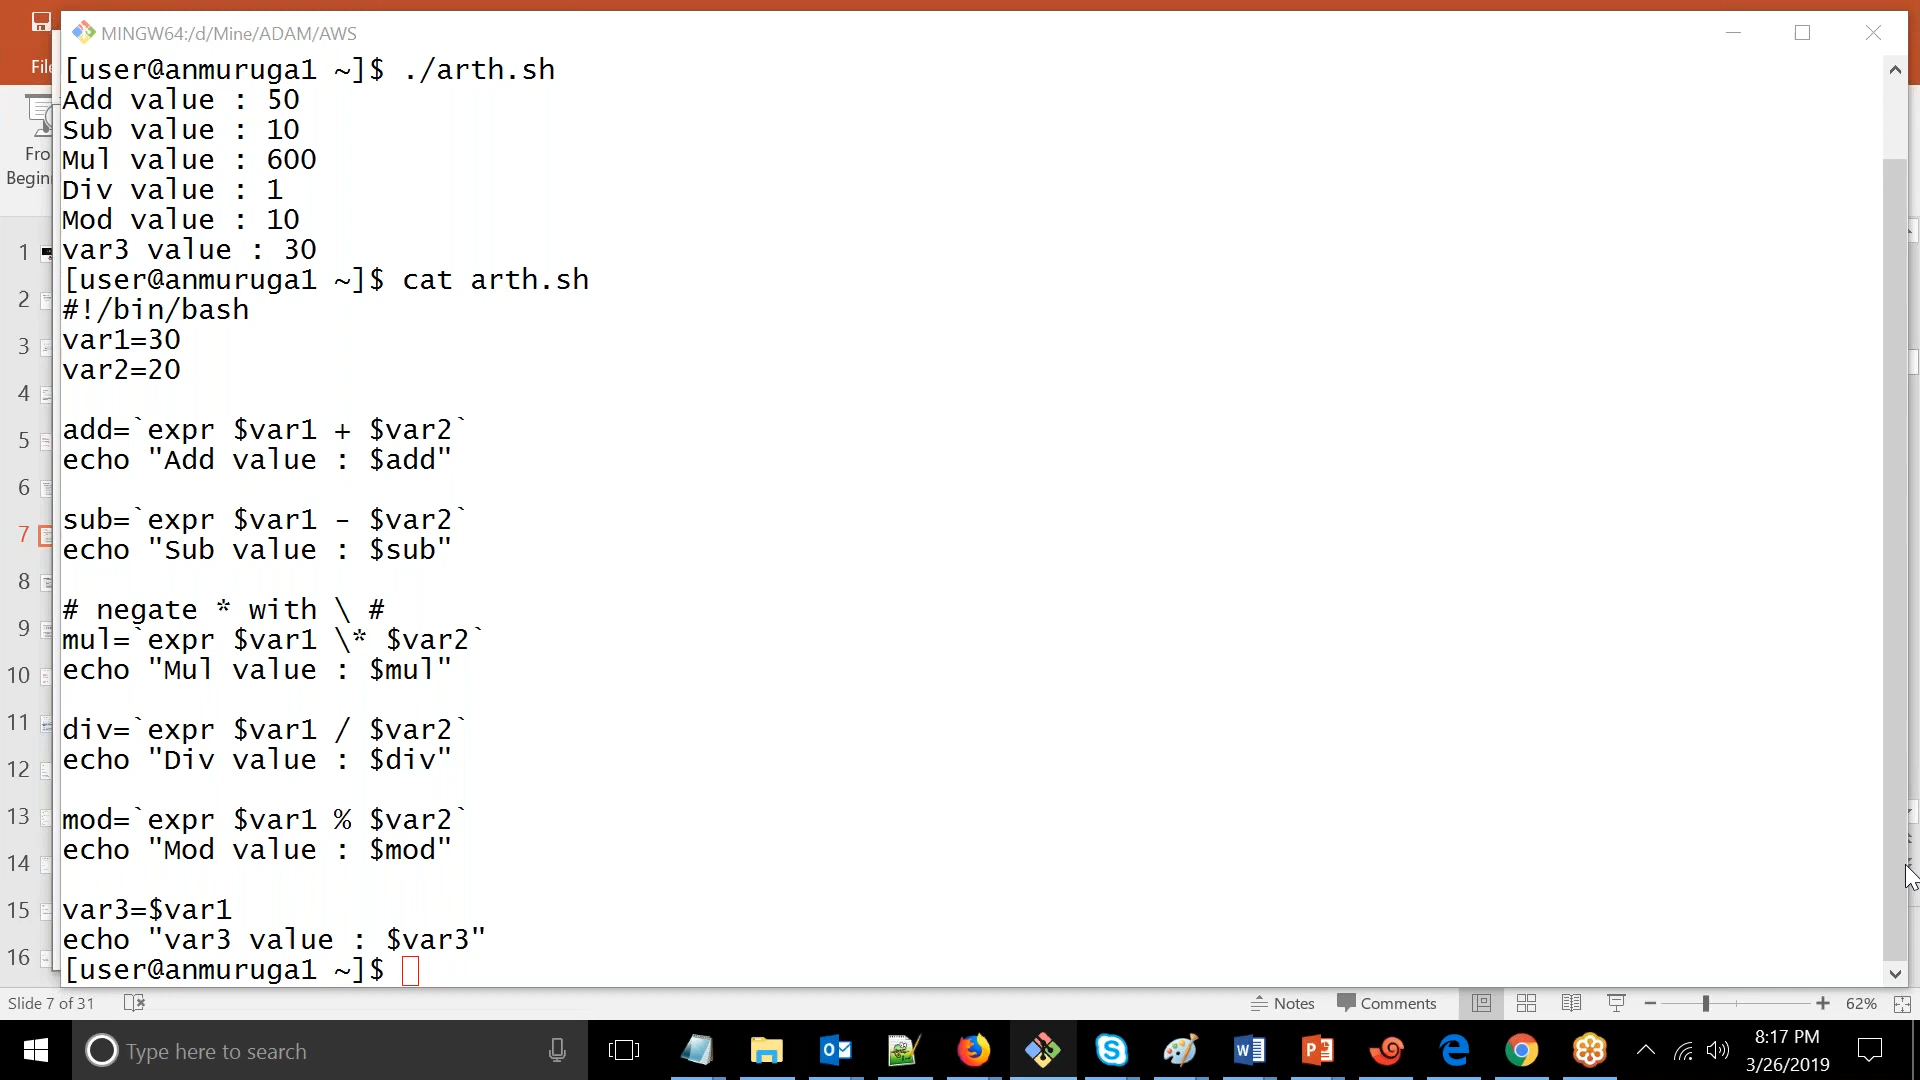 MINGW64:/d/Mine/ADAM/AWS
[user@anmuruga1 ~]$ ./arth.sh
Add value : 50
Sub value : 10
Mul value : 600
Div value : 1
Mod value : 10
var3 value : 30
[user@anmuruga1 ~]$ cat arth.sh
#!/bin/bash
var1=30
var2=20
add=`expr $var1 + $var2`
echo "Add value : $add"
sub=`expr $var1 - $var2`
echo "Sub value : $sub"
# negate * with \ #
mul=`expr $var1 \* $var2`
echo "Mul value : $mul"
div=`expr $var1 / $var2`
echo "Div value : $div"
mod=`expr $var1 % $var2`
echo "Mod value : $mod"
var3=$var1
echo "var3 value : $var3"
[user@anmuruga1 ~]$
Fil
Fro
Begin
1
2
3
4
5
6
7
8
9
10
11
12
13
14
15
16
Slide 7 of 31
Notes
Comments
62%
Type here to search
8:17 PM
3/26/2019